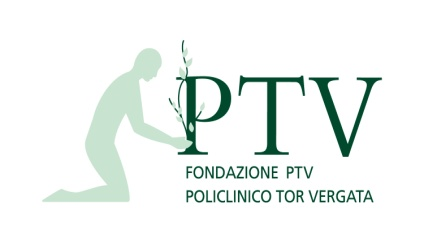 PTV
FONDAZIONE PTV
POLICLINICO TOR VERGATA